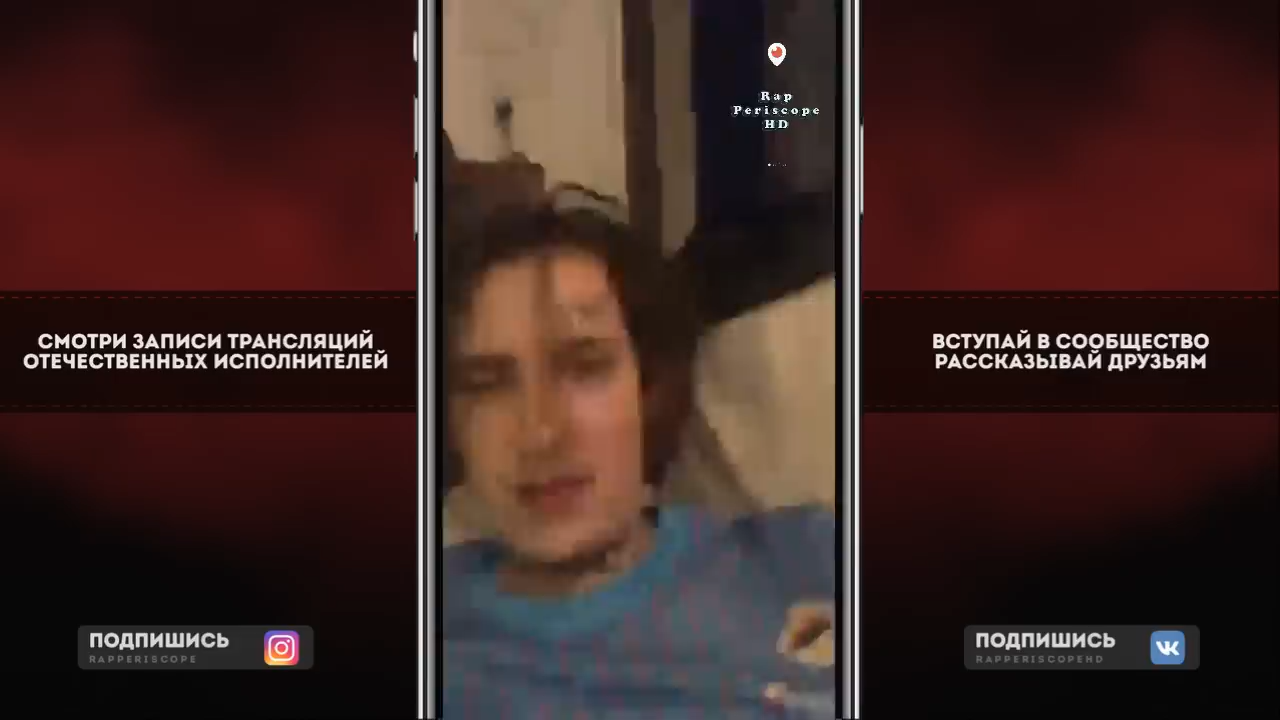 Rap
Periscope
HD
СМОТРИ ЗАПИСИ ТРАНСЛЯЦИЙ
ОТЕЧЕСТВЕННЫХ ИСПОЛНИТЕЛЕЙ
ВСТУПАЙ В СООБЩЕСТВО
РАССКАЗЫВАЙ ДРУЗЬЯМ
ПОДПИШИСЬ
RAPPERISCOPE
ПОДПИШИСЬ
RAPPERISCOPEHD